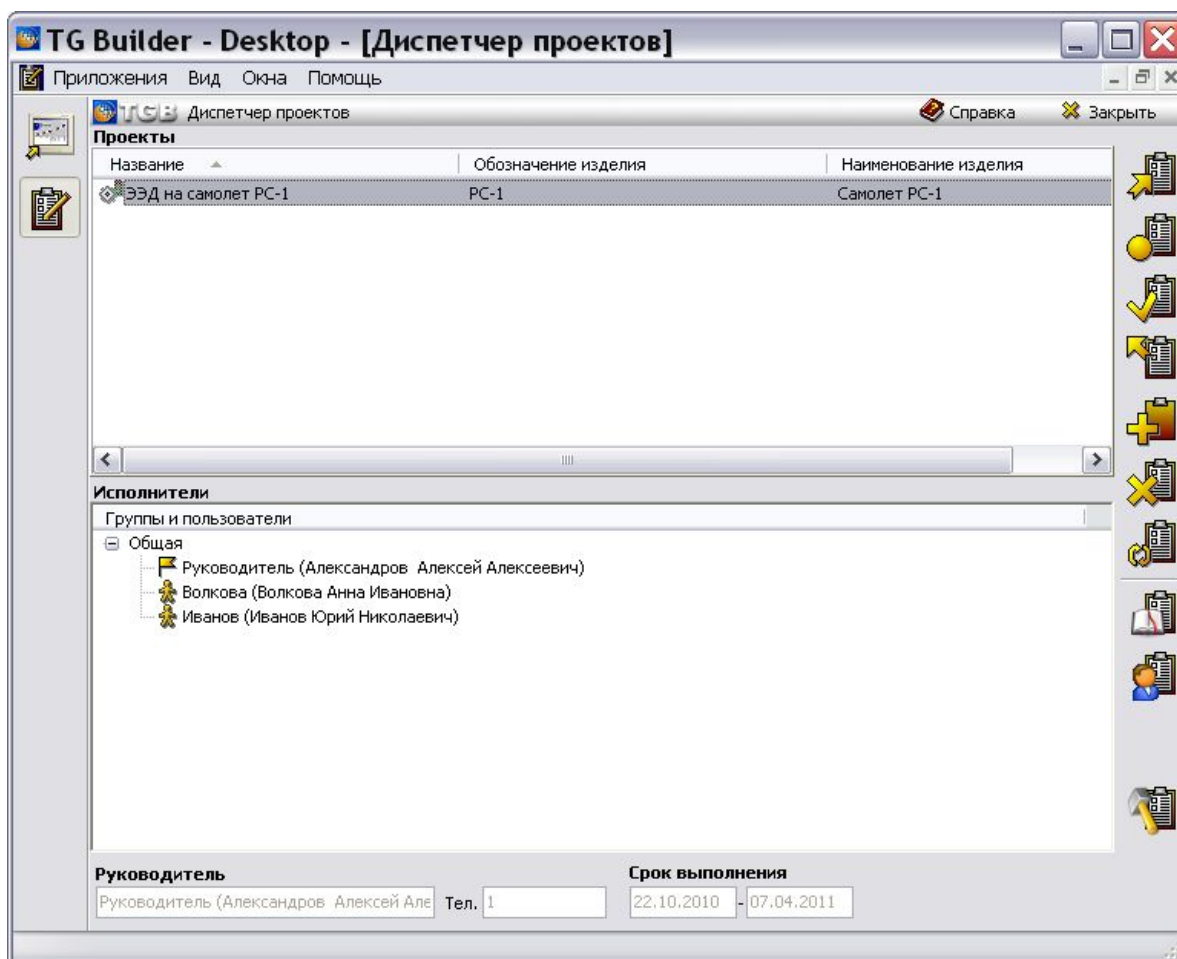 TG Builder - Desktop - [Диспетчер проектов]
Приложения Вид Окна Помощь
TGB Диспетчер проектов Справка Закрыть
Проекты
Название Обозначение изделия Наименование изделия
ЭЭД на самолет РС-1 РС-1 Самолет РС-1
Исполнители
Группы и пользователи
Общая
Руководитель (Александров Алексей Алексеевич)
Волкова (Волкова Анна Ивановна)
Иванов (Иванов Юрий Николаевич)
Руководитель Срок выполнения
Руководитель (Александров Алексей Але Тел. 1 22.10.2010 - 07.04.2011